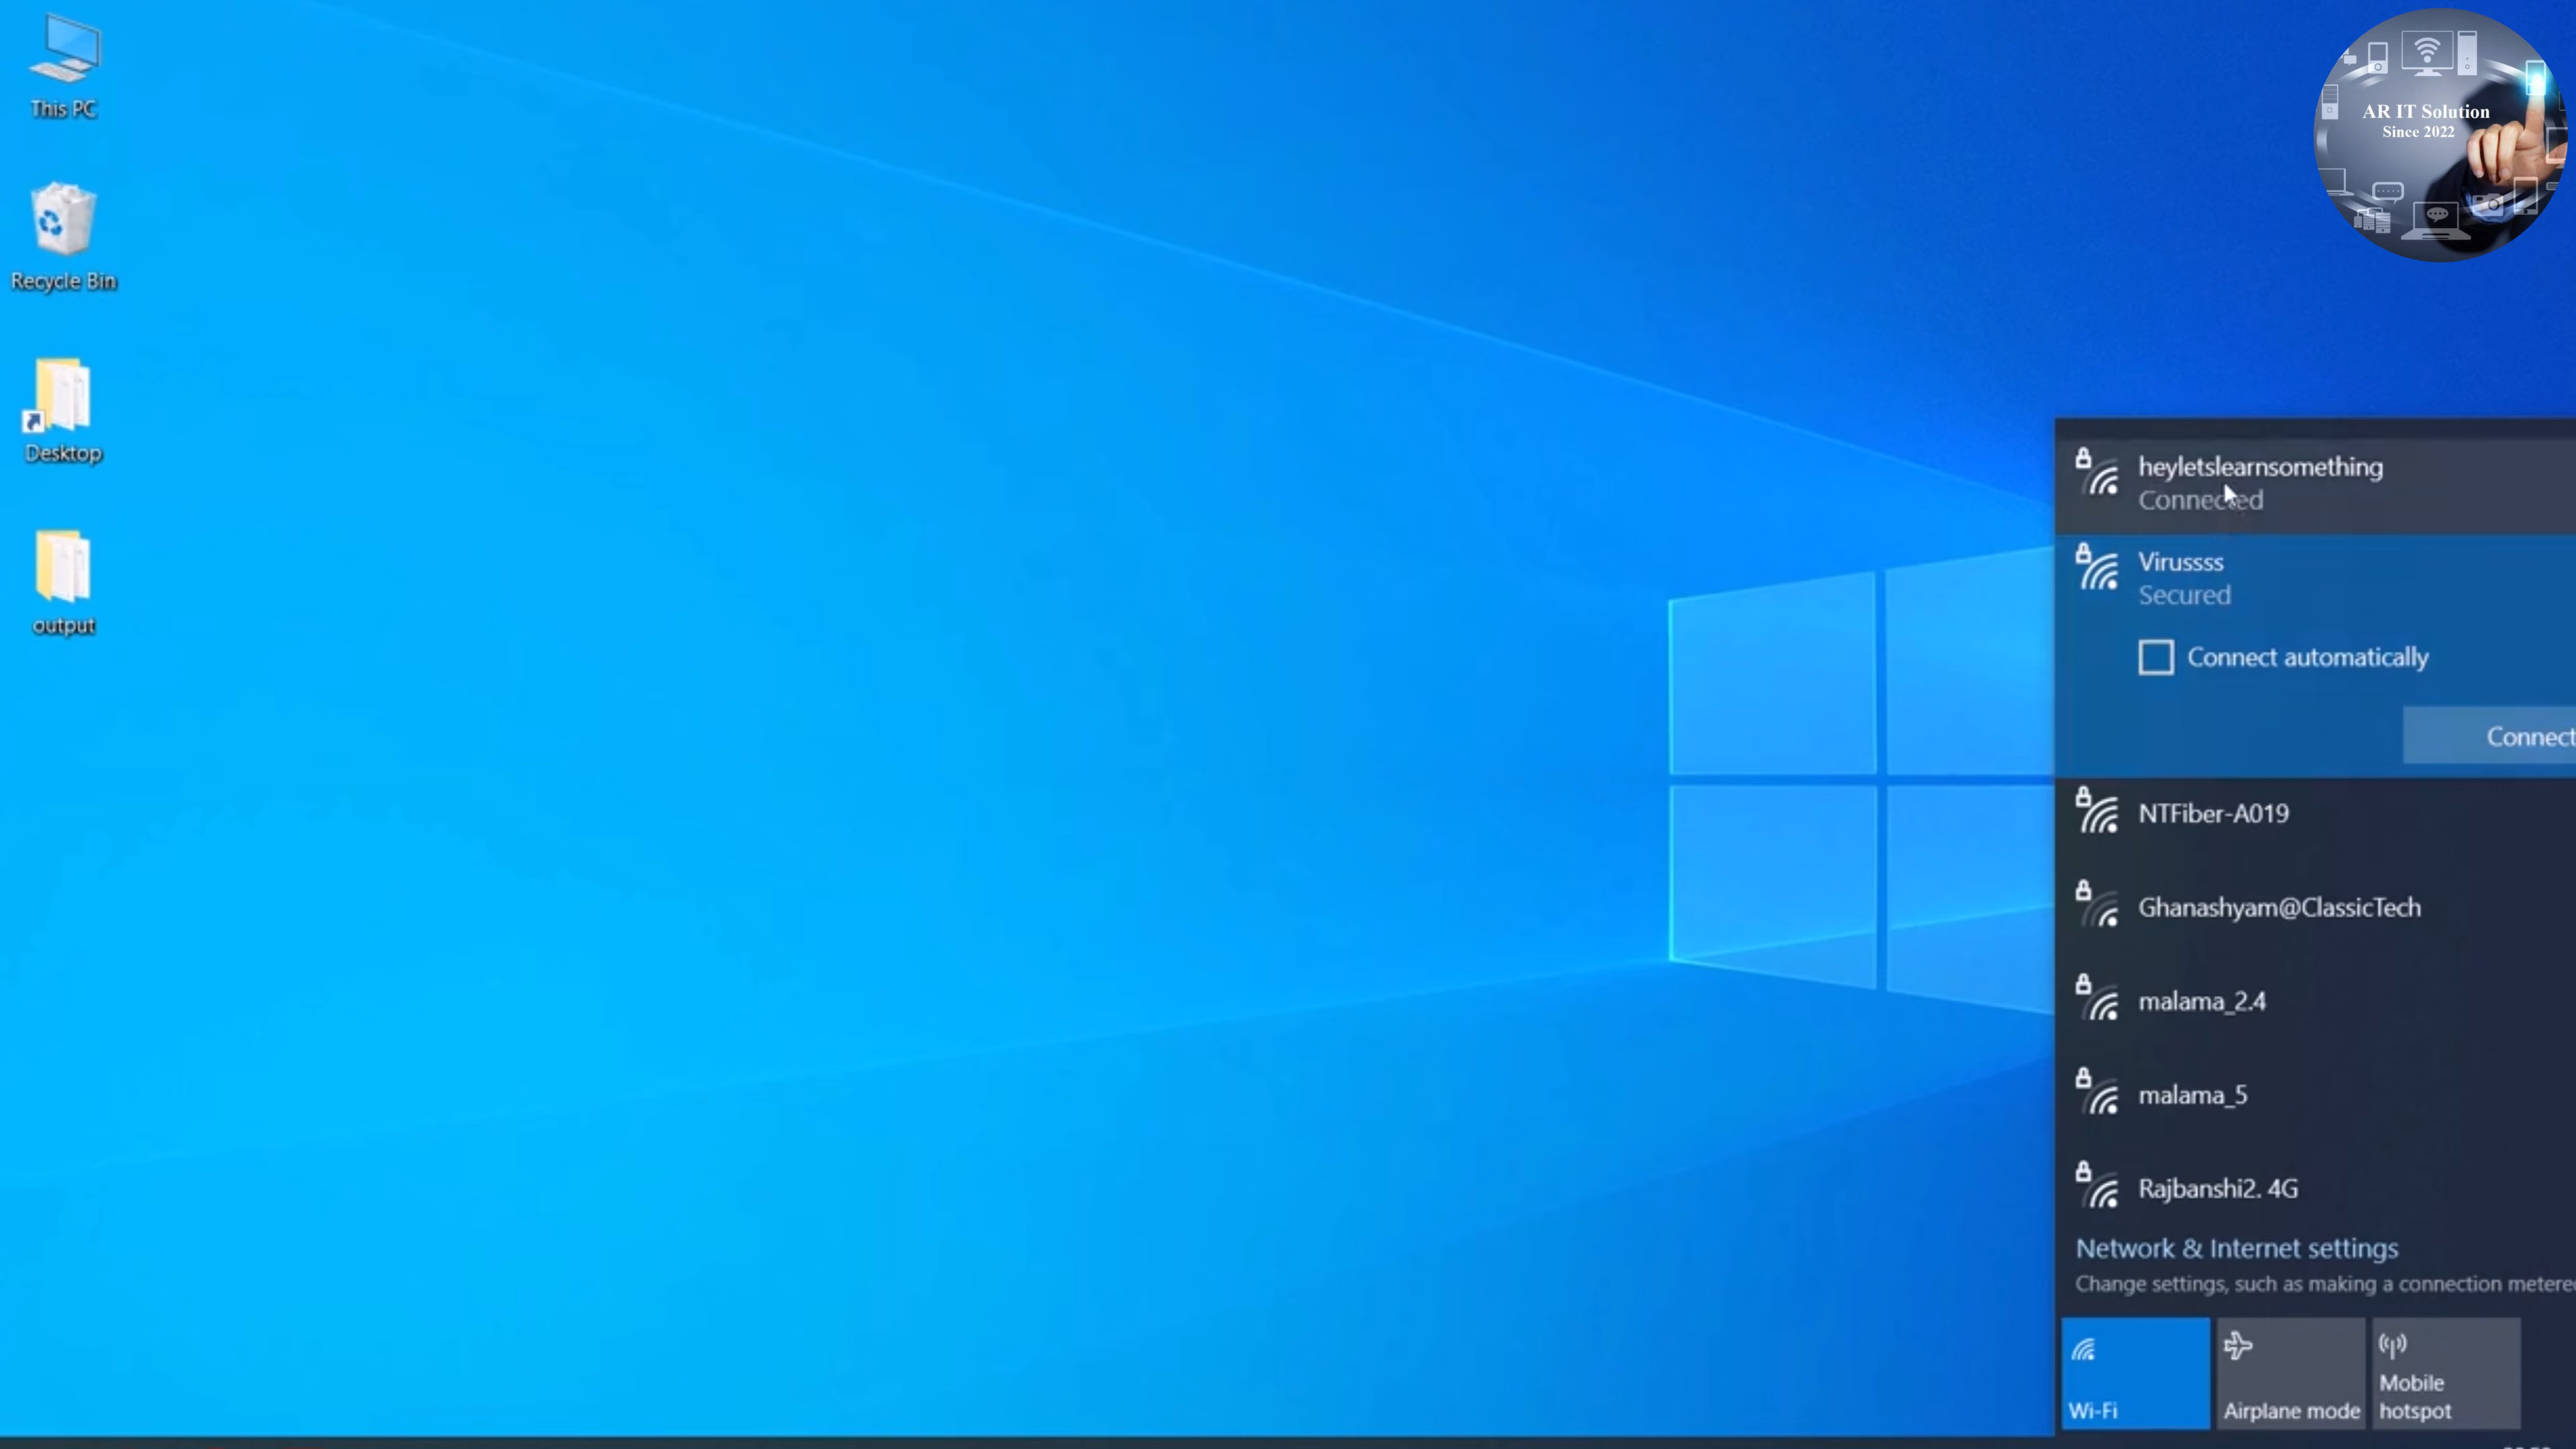 This PC
Recycle Bin
Desktop
output
AR IT Solution
Since 2022
heyletslearnsomething
Connected
Virussss
Secured
Connect automatically
Connect
NTFiber-A019
Ghanashyam@ClassicTech
malama_2.4
malama_5
Rajbanshi2. 4G
Network & Internet settings
Change settings, such as making a connection metered
Wi-Fi
Airplane mode
Mobile
hotspot